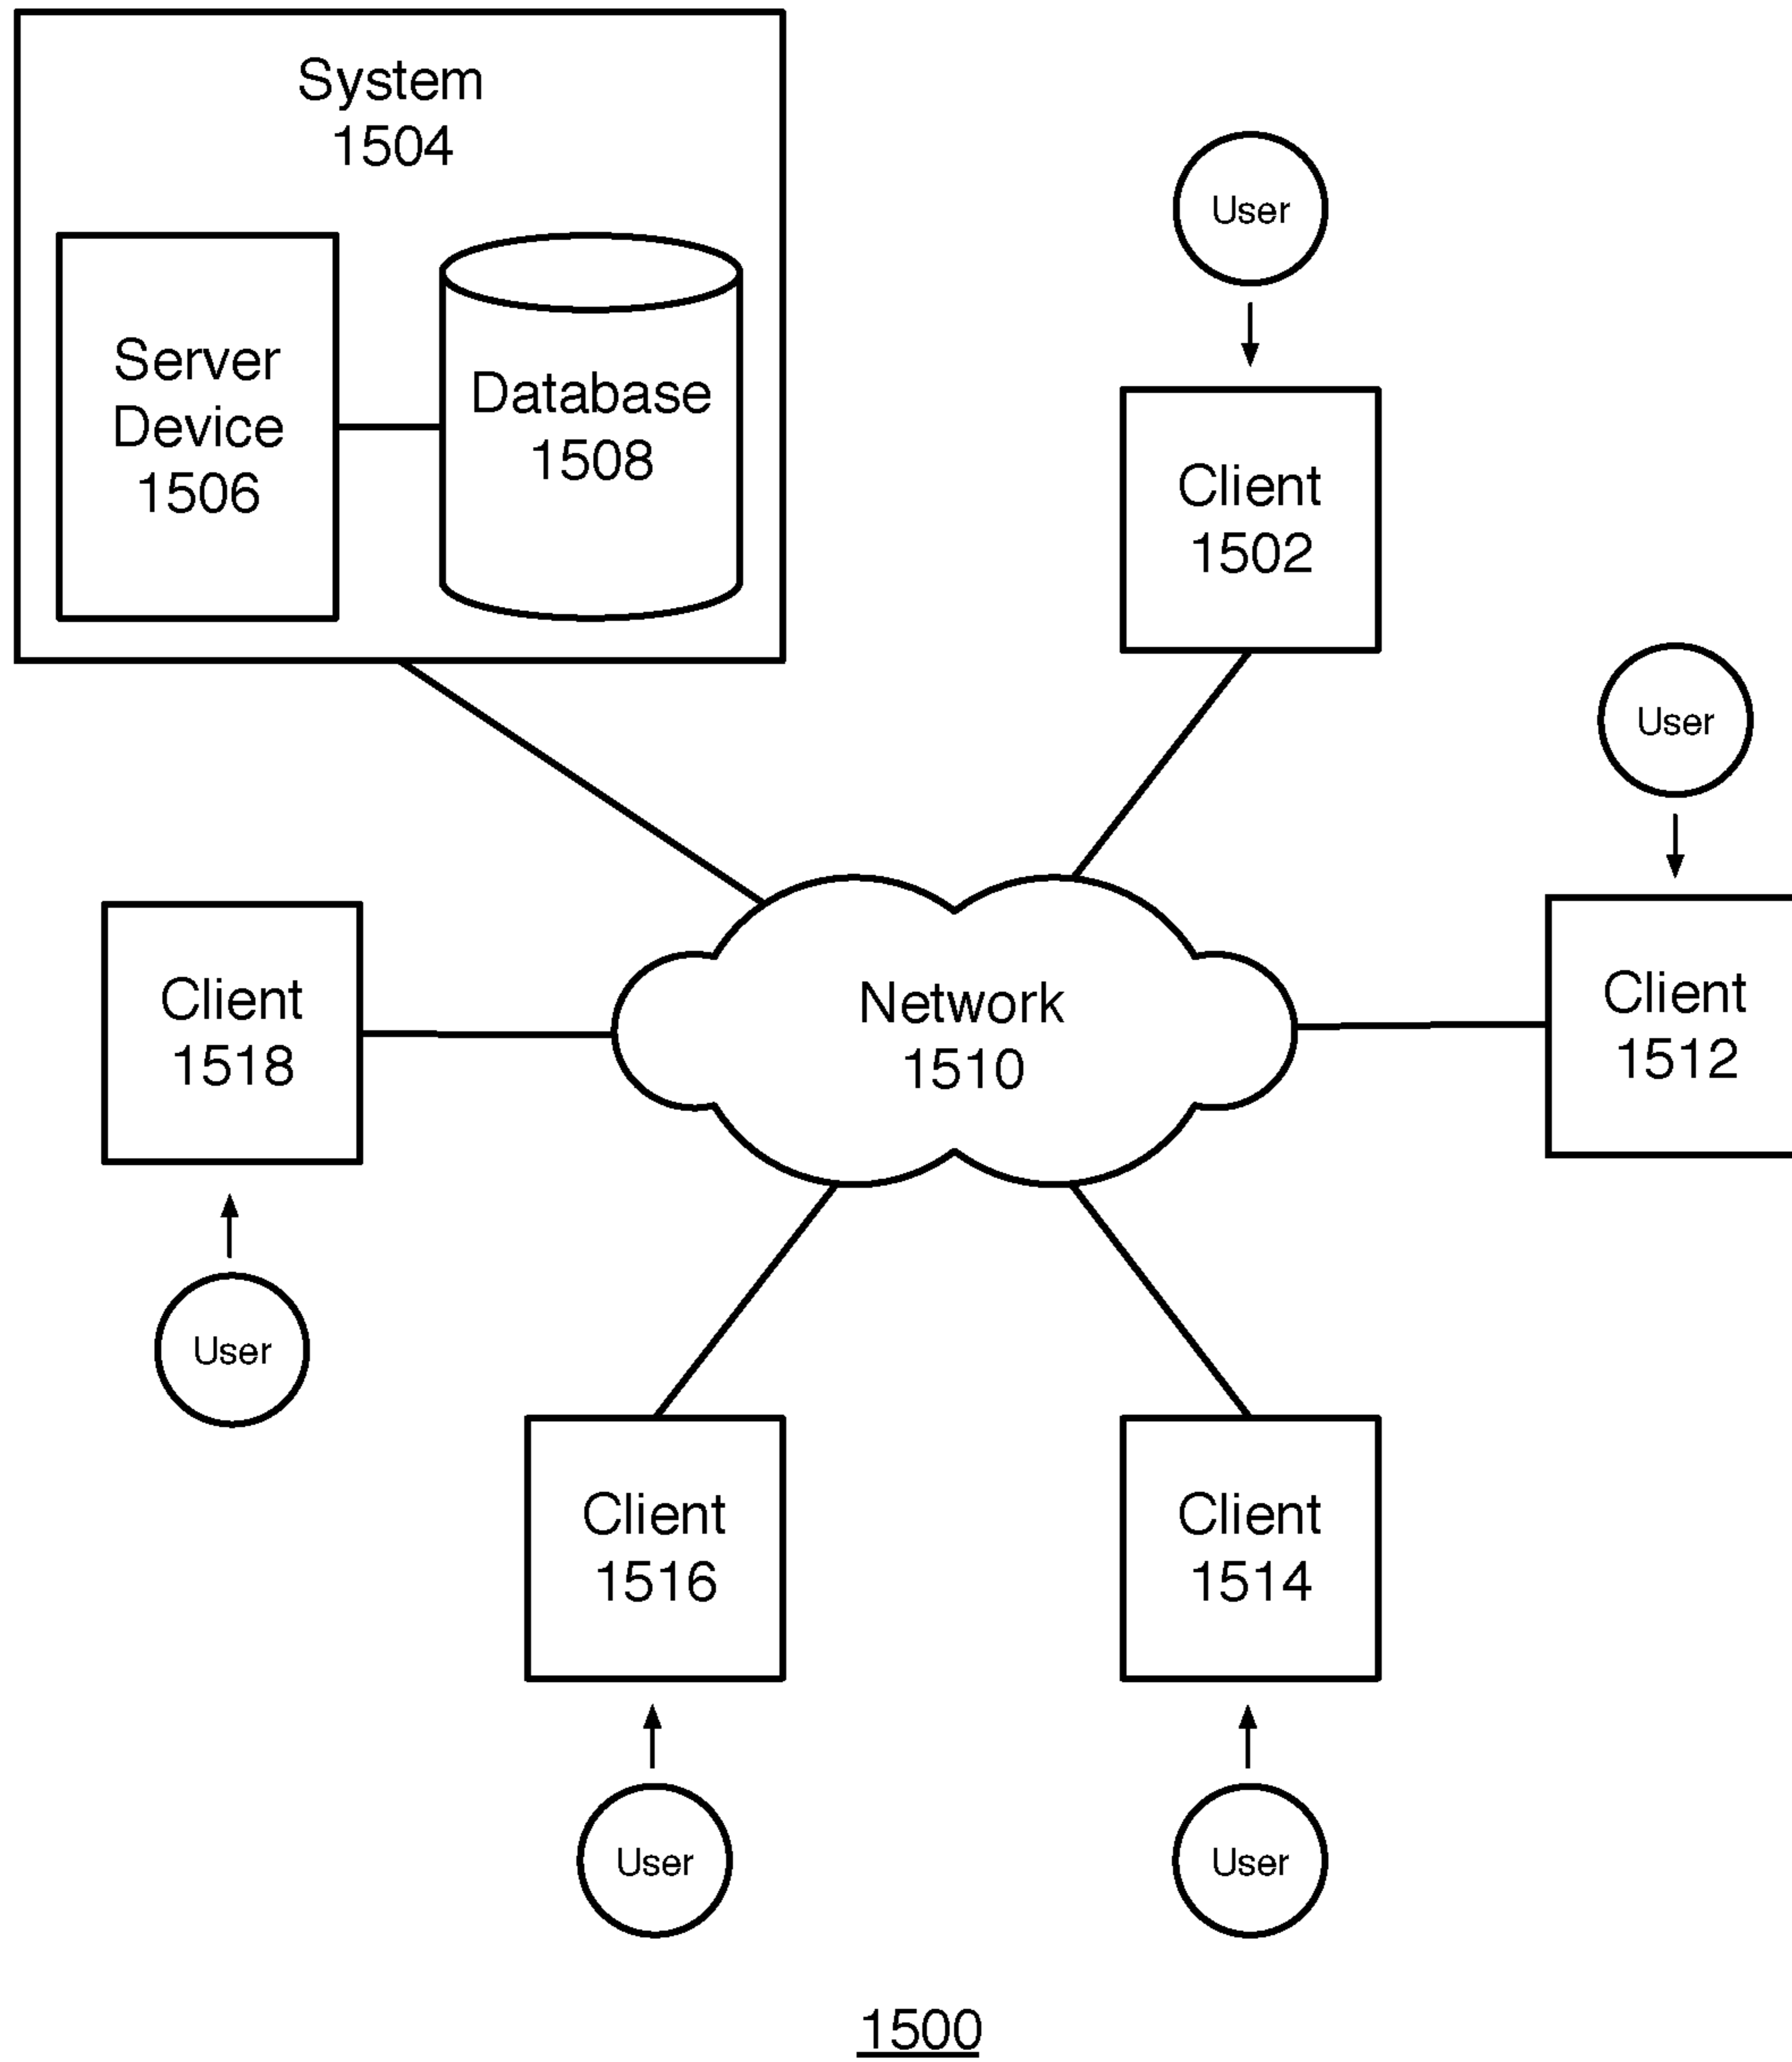 System
1504
Server
Device
1506
Database
1508
User
Client
1502
User
Client
1512
Network
1510
Client
1518
User
Client
1516
User
Client
1514
User
1500